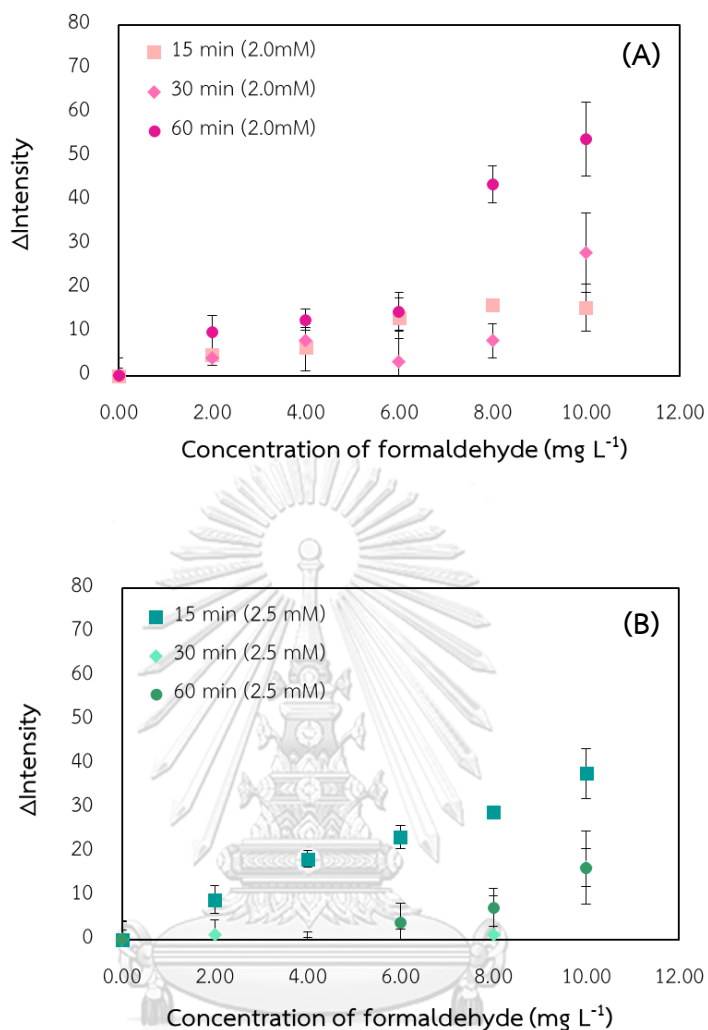 (A)
15 min (2.0mM)
30 min (2.0mM)
60 min (2.0mM)
80
70
60
50
40
30
20
10
0
ΔIntensity
0.00 2.00 4.00 6.00 8.00 10.00 12.00
Concentration of formaldehyde (mg L⁻¹)
(B)
15 min (2.5 mM)
30 min (2.5 mM)
60 min (2.5 mM)
80
70
60
50
40
30
20
10
0
ΔIntensity
0.00 2.00 4.00 6.00 8.00 10.00 12.00
Concentration of formaldehyde (mg L⁻¹)